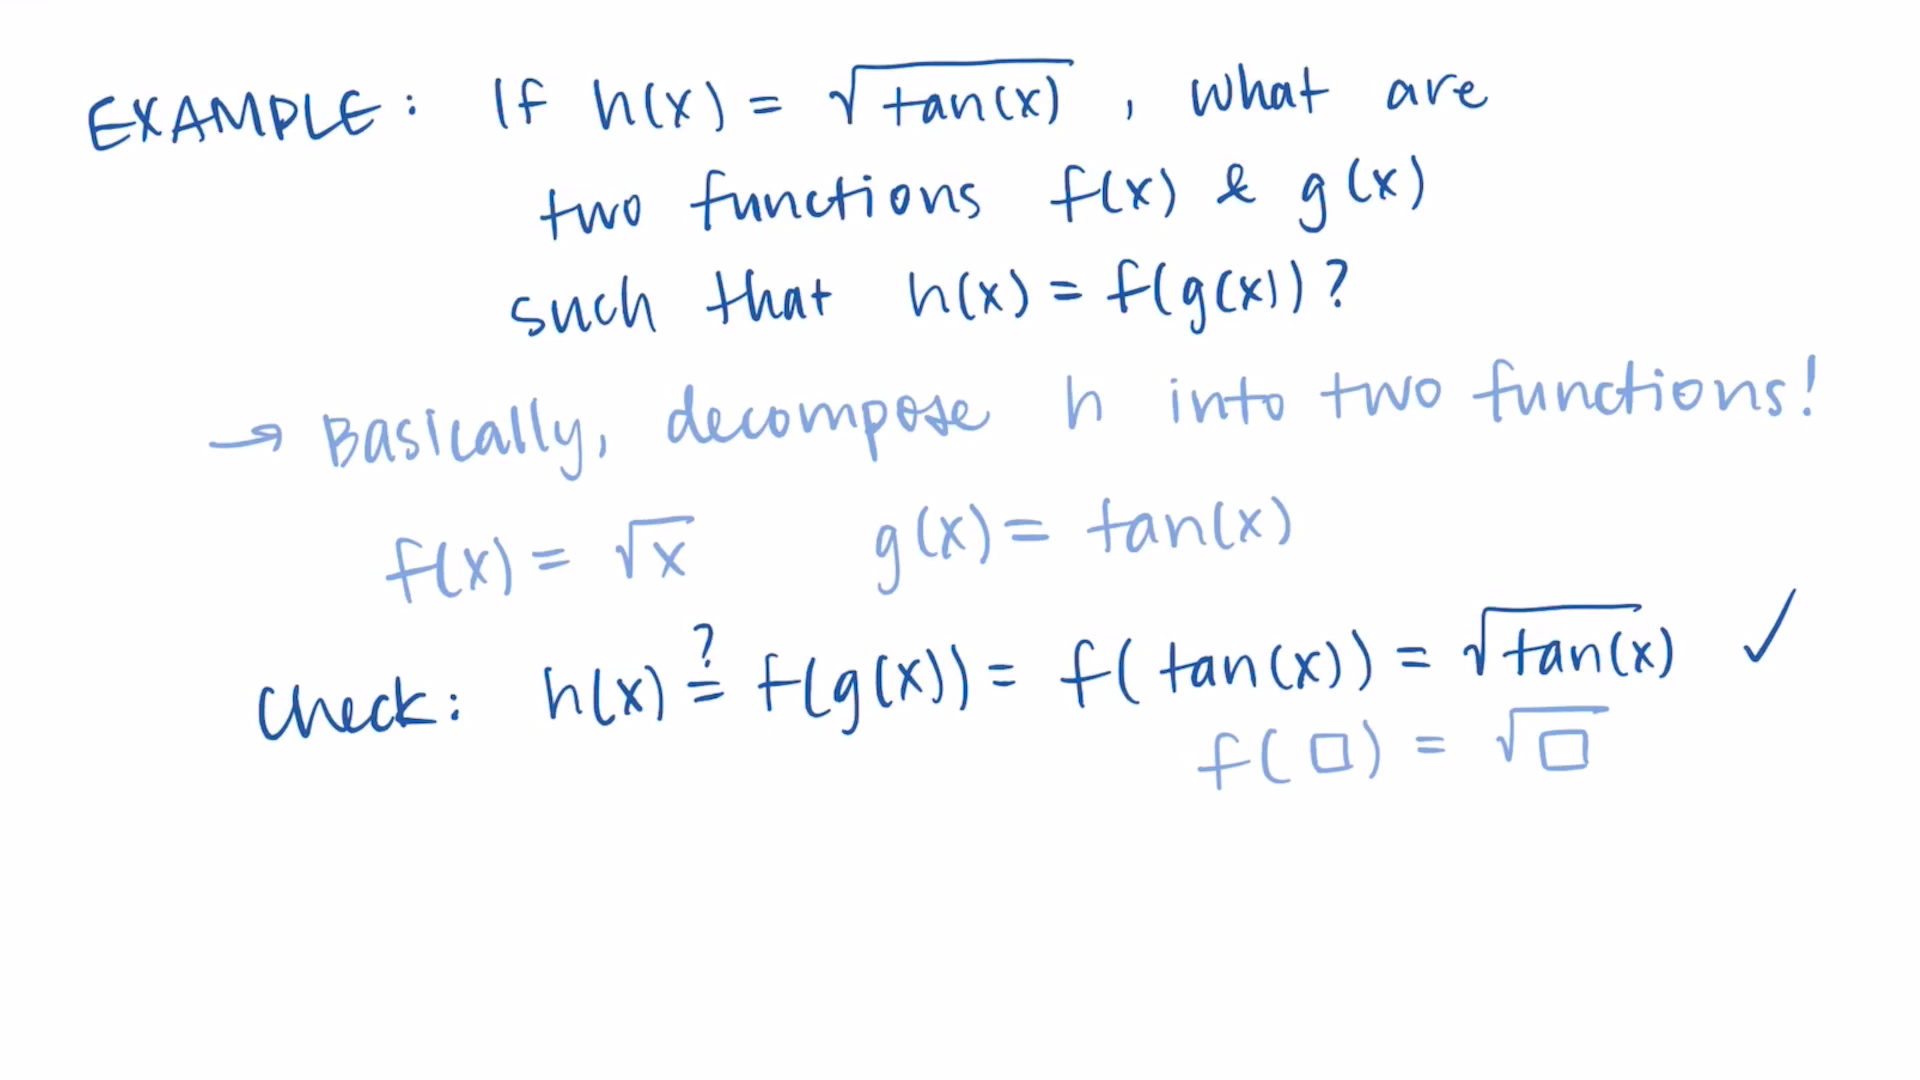 EXAMPLE: If h(x) = √tan(x), what are
two functions f(x) & g(x)
such that h(x) = f(g(x))?
→ Basically, decompose h into two functions!
f(x) = √x g(x) = tan(x)
Check: h(x) ≟ f(g(x)) = f(tan(x)) = √tan(x) ✓
f(□) = √□